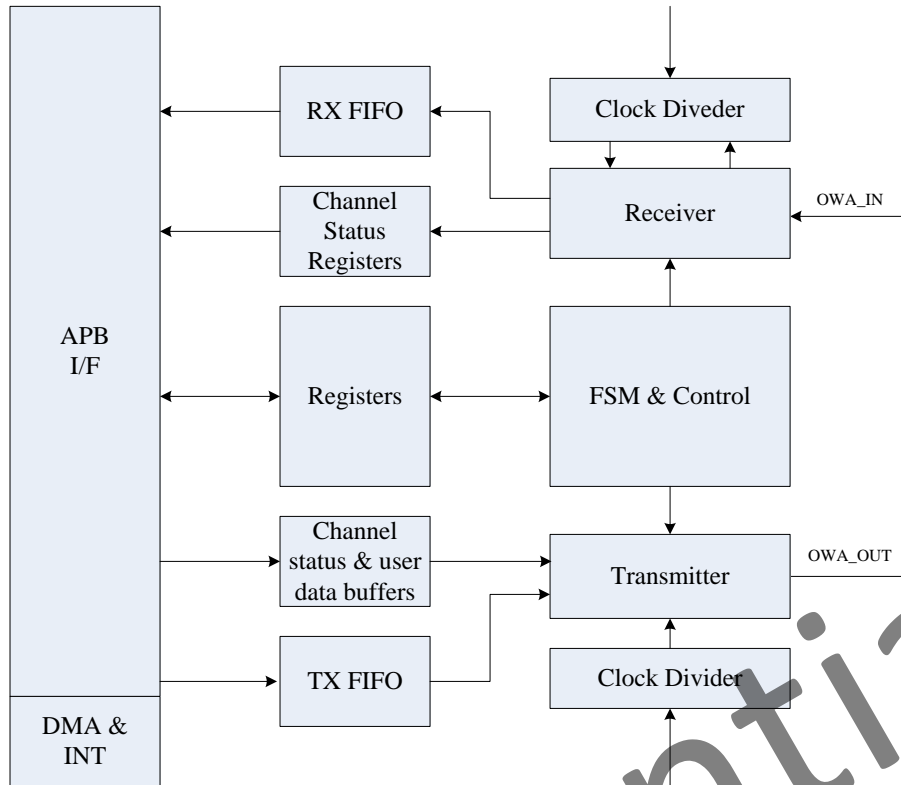 RX FIFO
Clock Diveder
Channel
Status
Registers
Receiver
OWA_IN
APB
I/F
Registers
FSM & Control
Channel
status & user
data buffers
Transmitter
OWA_OUT
TX FIFO
Clock Divider
DMA &
INT